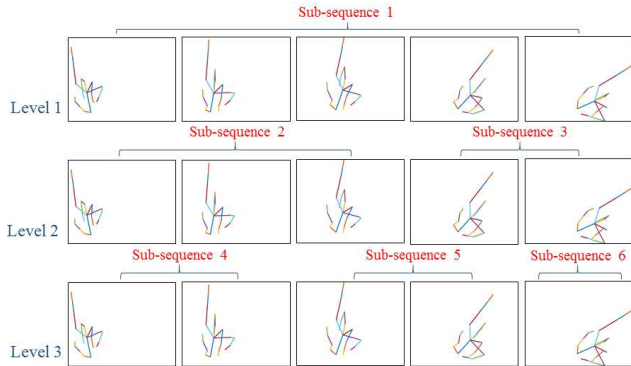 Sub-sequence 1
Level 1
Sub-sequence 2 Sub-sequence 3
Level 2
Sub-sequence 4 Sub-sequence 5 Sub-sequence 6
Level 3